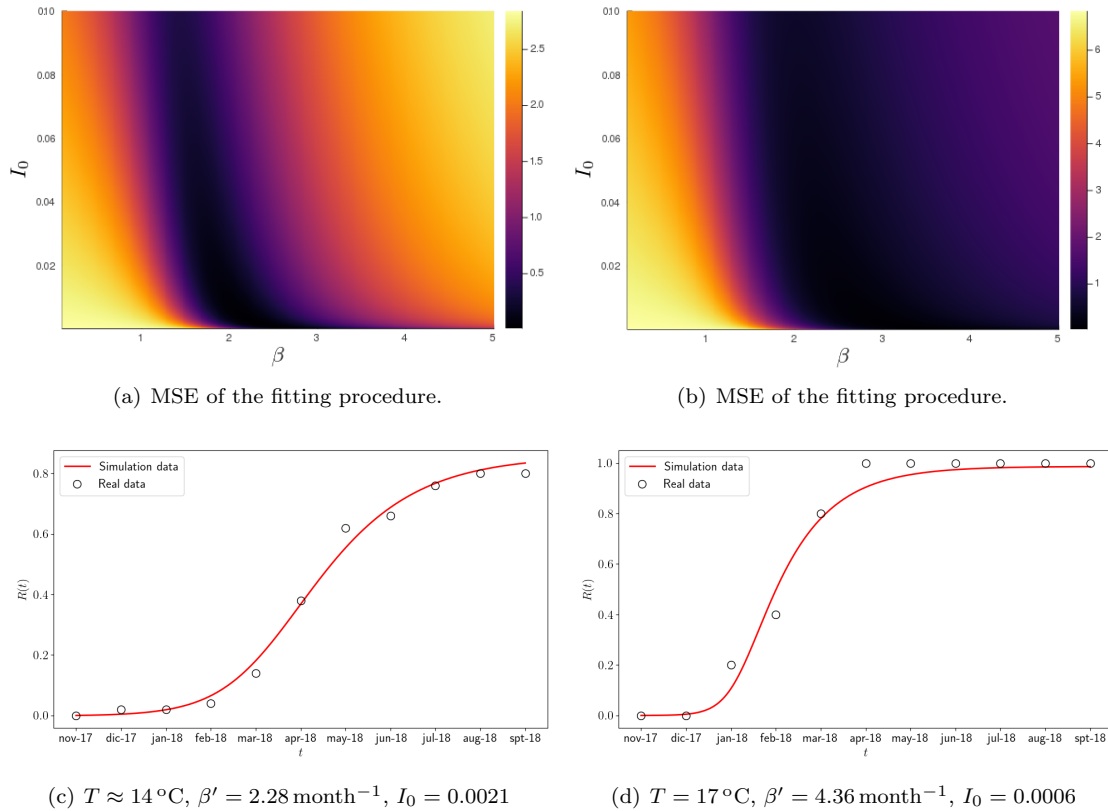 0.10
0.08
0.06
0.04
0.02
I₀
1
2
3
4
5
β
2.5
2.0
1.5
1.0
0.5
(a) MSE of the fitting procedure.
0.10
0.08
0.06
0.04
0.02
I₀
1
2
3
4
5
β
6
5
4
3
2
1
(b) MSE of the fitting procedure.
Simulation data
Real data
0.8
0.6
0.4
0.2
0.0
R(t)
nov-17 dic-17 jan-18 feb-18 mar-18 apr-18 may-18 jun-18 jul-18 aug-18 spt-18
t
(c) T ≈ 14 °C, β′ = 2.28 month⁻¹, I₀ = 0.0021
Simulation data
Real data
1.0
0.8
0.6
0.4
0.2
0.0
R(t)
nov-17 dic-17 jan-18 feb-18 mar-18 apr-18 may-18 jun-18 jul-18 aug-18 spt-18
t
(d) T = 17 °C, β′ = 4.36 month⁻¹, I₀ = 0.0006